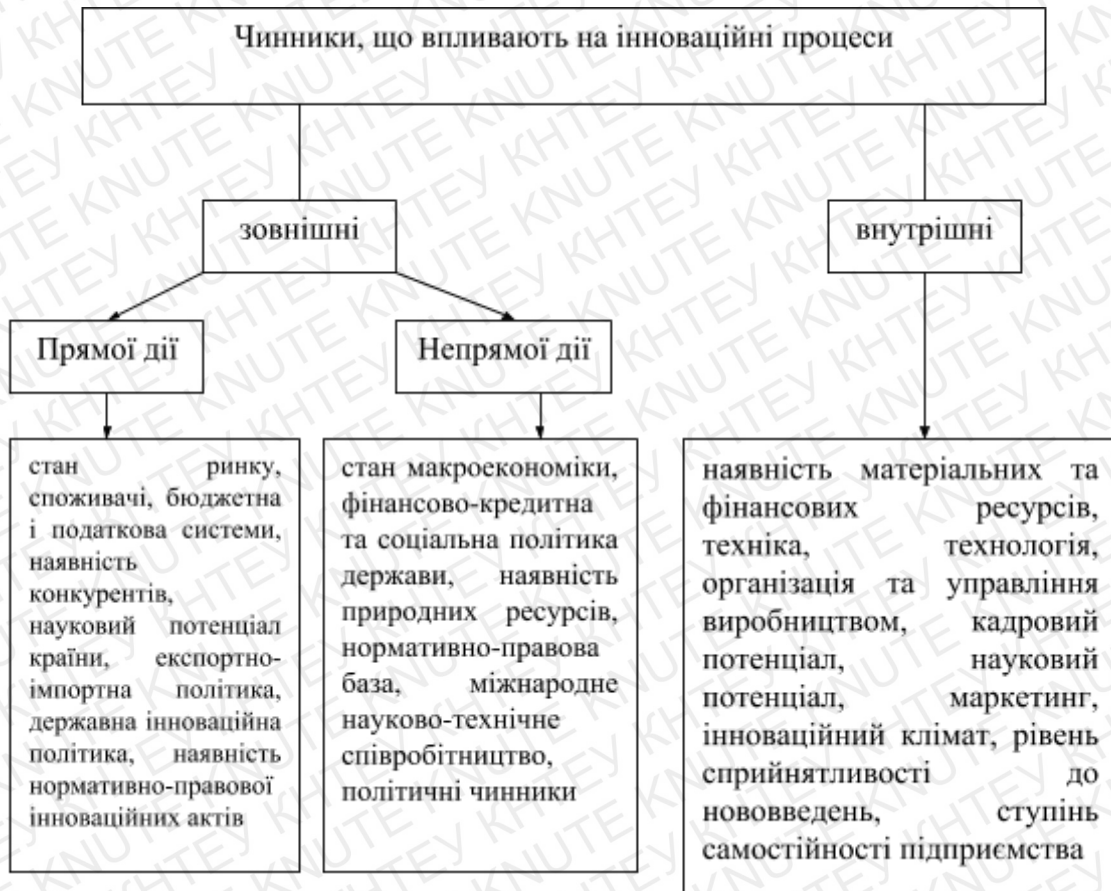 Чинники, що впливають на інноваційні процеси
зовнішні
внутрішні
Прямої дії
Непрямої дії
стан ринку,
споживачі, бюджетна
і податкова системи,
наявність
конкурентів,
науковий потенціал
країни, експортно-
імпортна політика,
державна інноваційна
політика, наявність
нормативно-правової
інноваційних актів
стан макроекономіки,
фінансово-кредитна
та соціальна політика
держави, наявність
природних ресурсів,
нормативно-правова
база, міжнародне
науково-технічне
співробітництво,
політичні чинники
наявність матеріальних та
фінансових ресурсів,
техніка, технологія,
організація та управління
виробництвом, кадровий
потенціал, науковий
потенціал, маркетинг,
інноваційний клімат, рівень
сприйнятливості до
нововведень, ступінь
самостійності підприємства